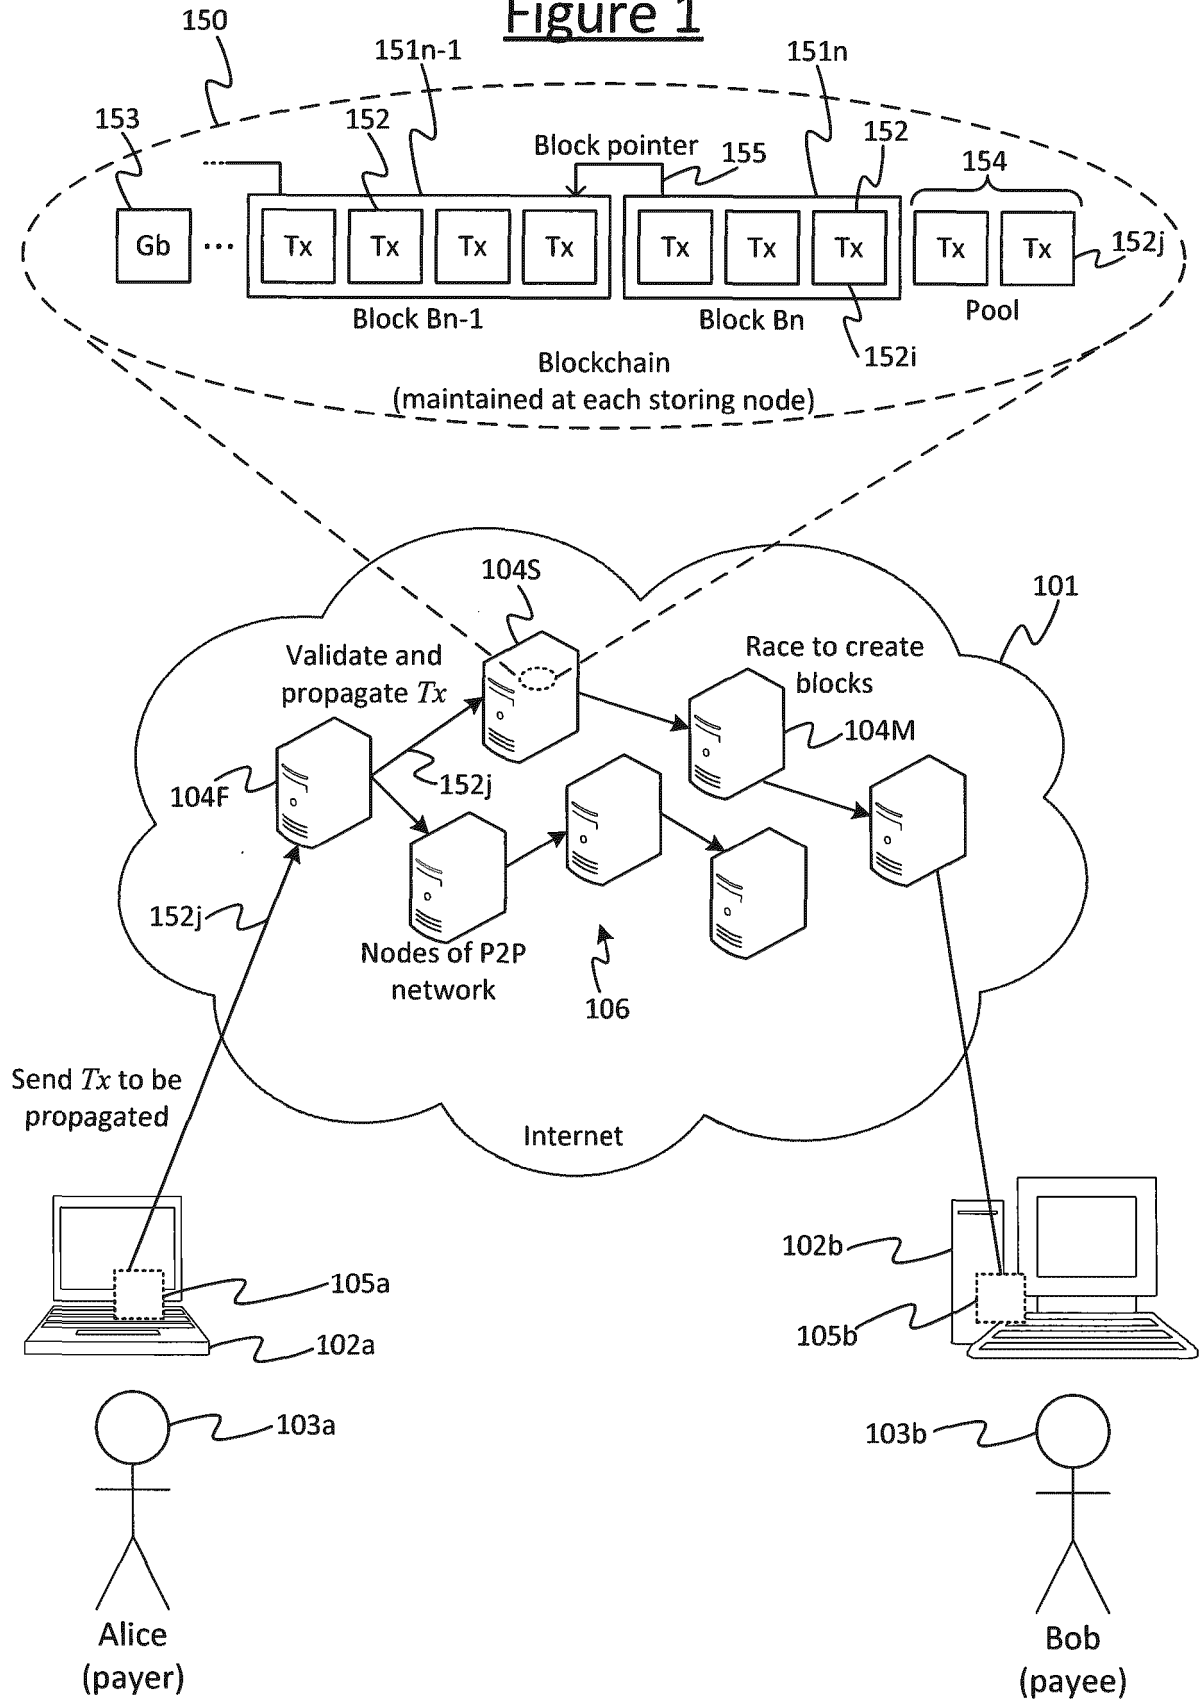 Figure 1
150
151n-1
151n
153
152
Block pointer
155
152
154
Gb
...
Tx
Tx
Tx
Tx
Tx
Tx
Tx
Tx
Tx
152j
Block Bn-1
Block Bn
Pool
152i
Blockchain
(maintained at each storing node)
104S
101
Validate and
propagate Tx
Race to create
blocks
104M
104F
152j
152j
Nodes of P2P
network
106
Send Tx to be
propagated
Internet
102b
105a
105b
102a
103a
103b
Alice
(payer)
Bob
(payee)